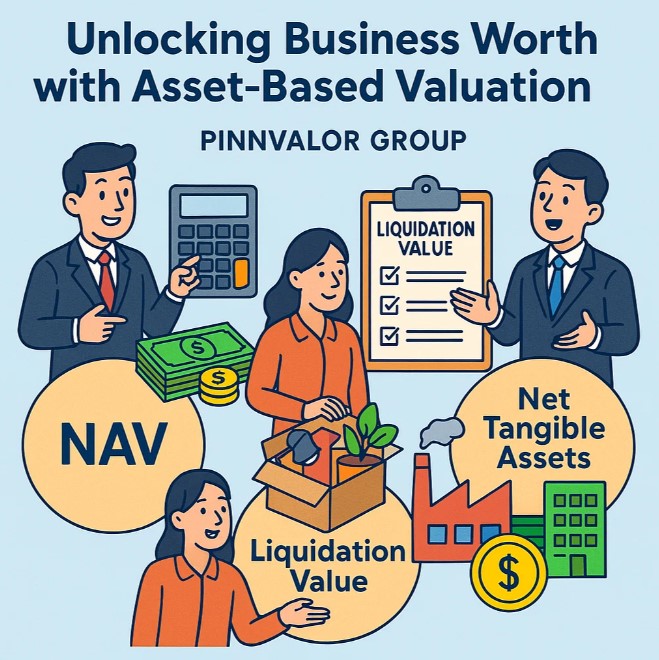 Unlocking Business Worth
with Asset-Based Valuation
PINNVALOR GROUP
LIQUIDATION
VALUE
$
NAV
Net
Tangible
Assets
Liquidation
Value
$